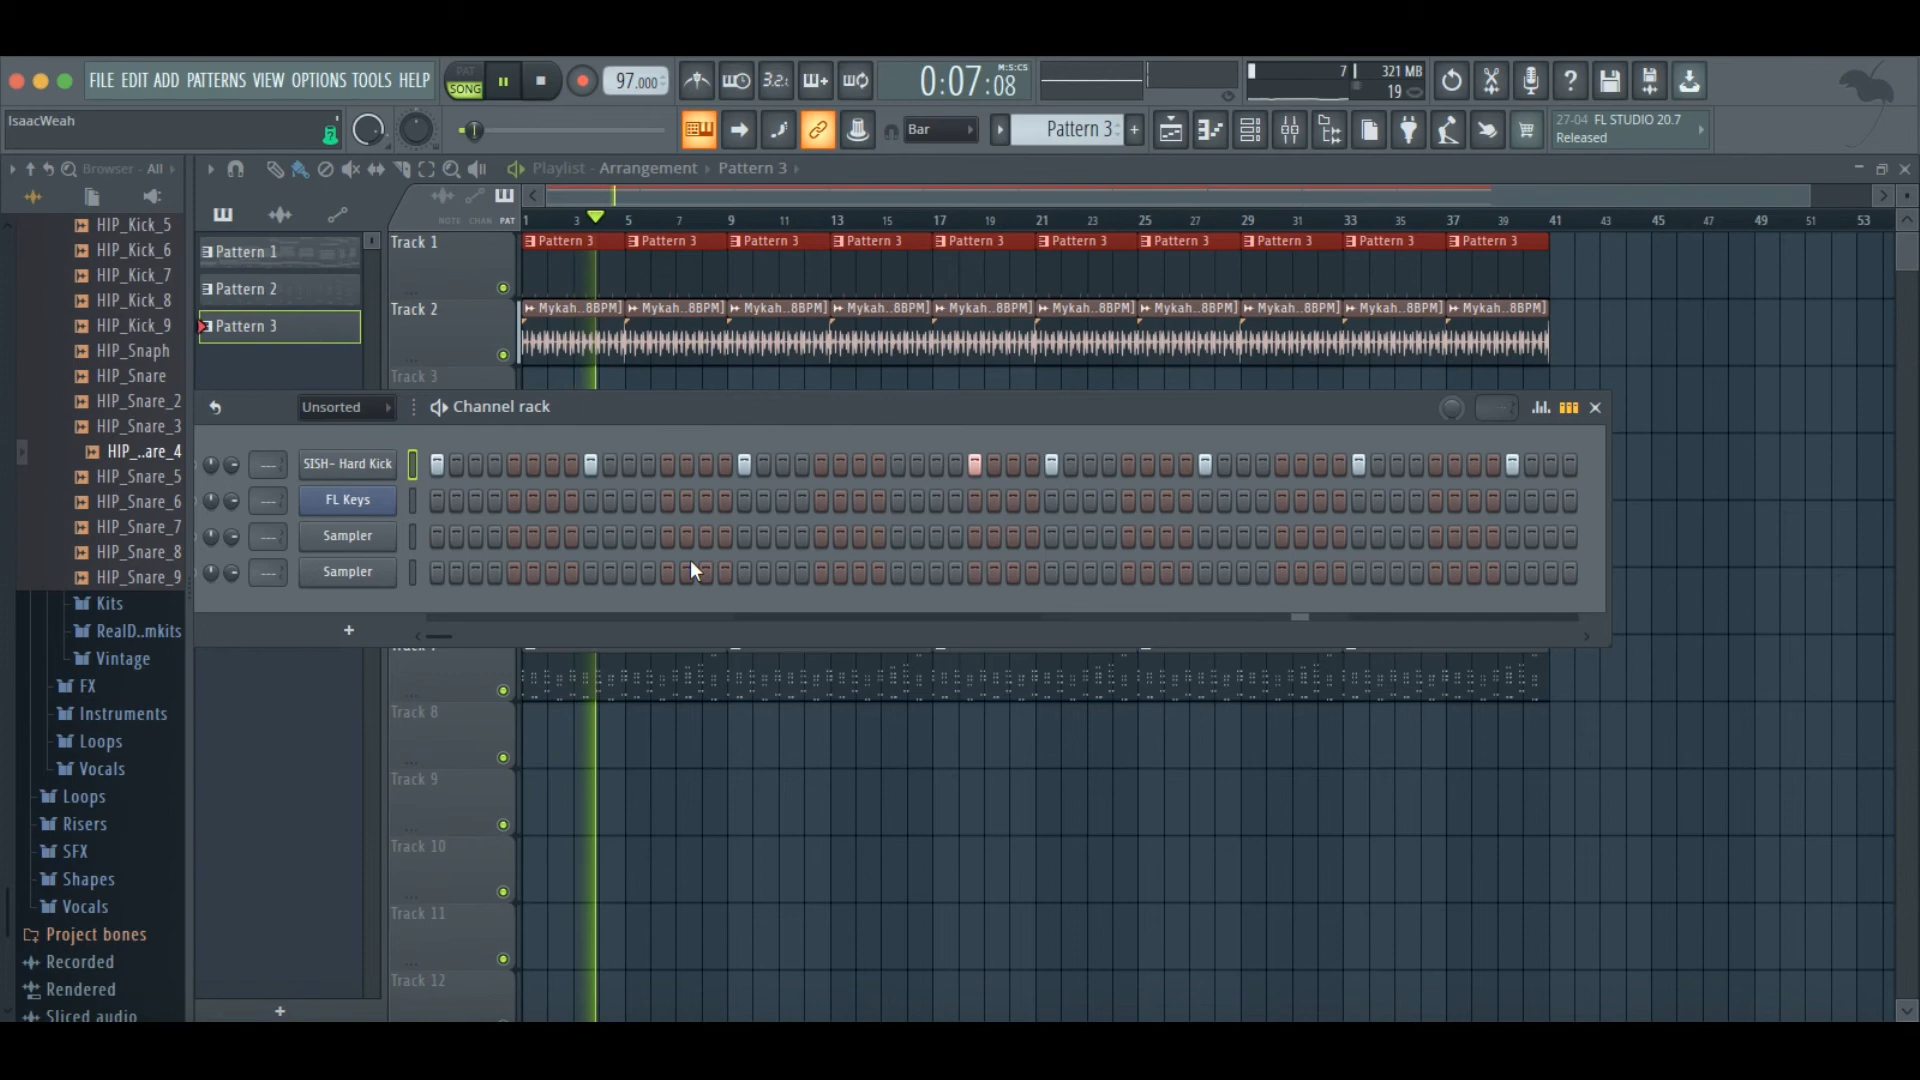 FILE EDIT ADD PATTERNS VIEW OPTIONS TOOLS HELP
PAT
SONG
97.000
3.2.
0:07:08
M:S:CS
7
321 MB
19
IsaacWeah
Bar
Pattern 3
27-04 FL STUDIO 20.7
Released
Browser - All
Playlist - Arrangement › Pattern 3 ›
NOTE CHAN PAT
1 3 5 7 9 11 13 15 17 19 21 23 25 27 29 31 33 35 37 39 41 43 45 47 49 51 53
HIP_Kick_5
HIP_Kick_6
HIP_Kick_7
HIP_Kick_8
HIP_Kick_9
HIP_Snaph
HIP_Snare
HIP_Snare_2
HIP_Snare_3
HIP_..are_4
HIP_Snare_5
HIP_Snare_6
HIP_Snare_7
HIP_Snare_8
HIP_Snare_9
Kits
RealD..mkits
Vintage
FX
Instruments
Loops
Vocals
Loops
Risers
SFX
Shapes
Vocals
Project bones
Recorded
Rendered
Sliced audio
Pattern 1
Pattern 2
Pattern 3
Track 1
Pattern 3 Pattern 3 Pattern 3 Pattern 3 Pattern 3 Pattern 3 Pattern 3 Pattern 3 Pattern 3 Pattern 3
Track 2
Mykah..8BPM] Mykah..8BPM] Mykah..8BPM] Mykah..8BPM] Mykah..8BPM] Mykah..8BPM] Mykah..8BPM] Mykah..8BPM] Mykah..8BPM] Mykah..8BPM]
Track 3
Unsorted
Channel rack
SISH- Hard Kick
FL Keys
Sampler
Sampler
Track 8
Track 9
Track 10
Track 11
Track 12